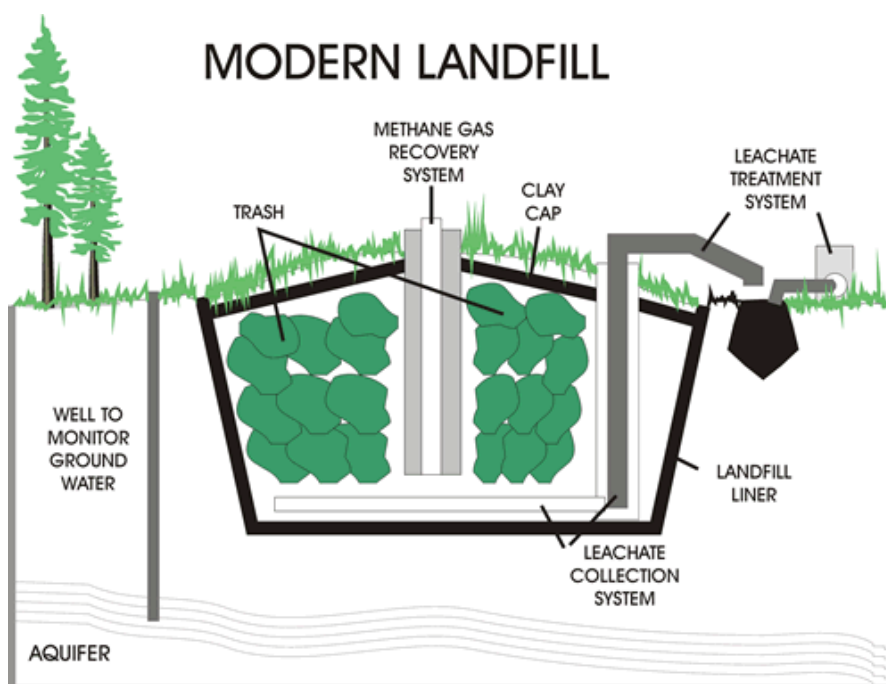 MODERN LANDFILL
METHANE GAS
RECOVERY
SYSTEM
LEACHATE
TREATMENT
SYSTEM
TRASH
CLAY
CAP
WELL TO
MONITOR
GROUND
WATER
LANDFILL
LINER
LEACHATE
COLLECTION
SYSTEM
AQUIFER